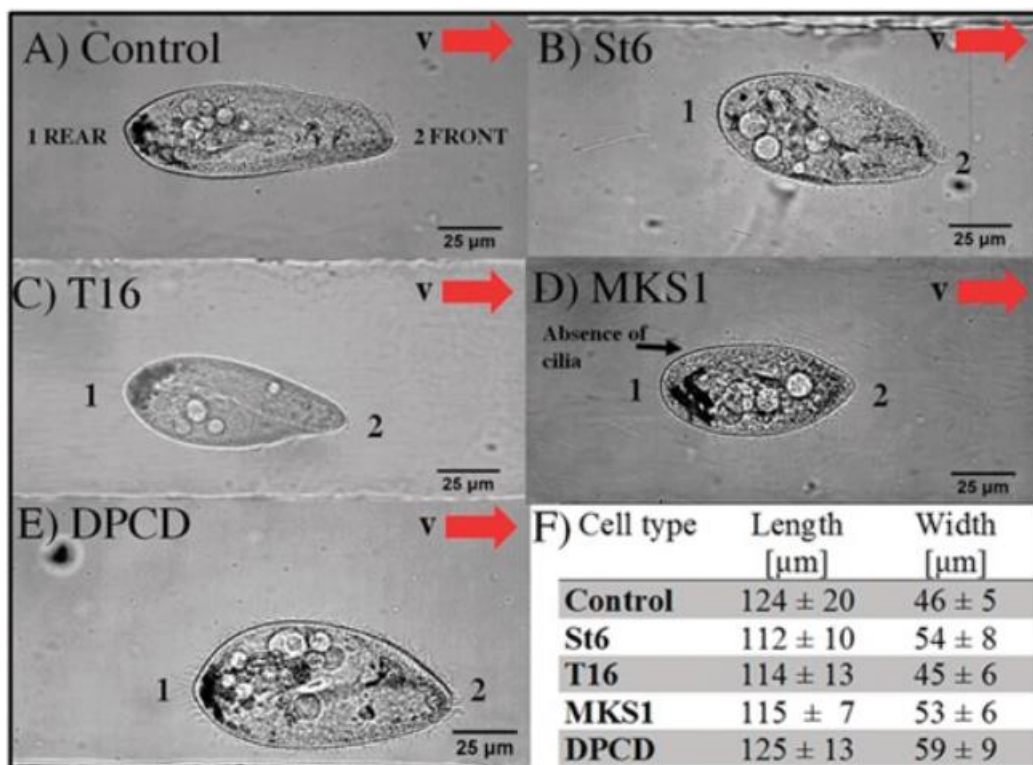 A) Control
v
1 REAR
2 FRONT
25 µm
B) St6
v
1
2
25 µm
C) T16
v
1
2
25 µm
D) MKS1
v
Absence of
cilia
1
2
25 µm
E) DPCD
v
1
2
25 µm
F) Cell type Length Width
[µm] [µm]
Control 124 ± 20 46 ± 5
St6 112 ± 10 54 ± 8
T16 114 ± 13 45 ± 6
MKS1 115 ± 7 53 ± 6
DPCD 125 ± 13 59 ± 9